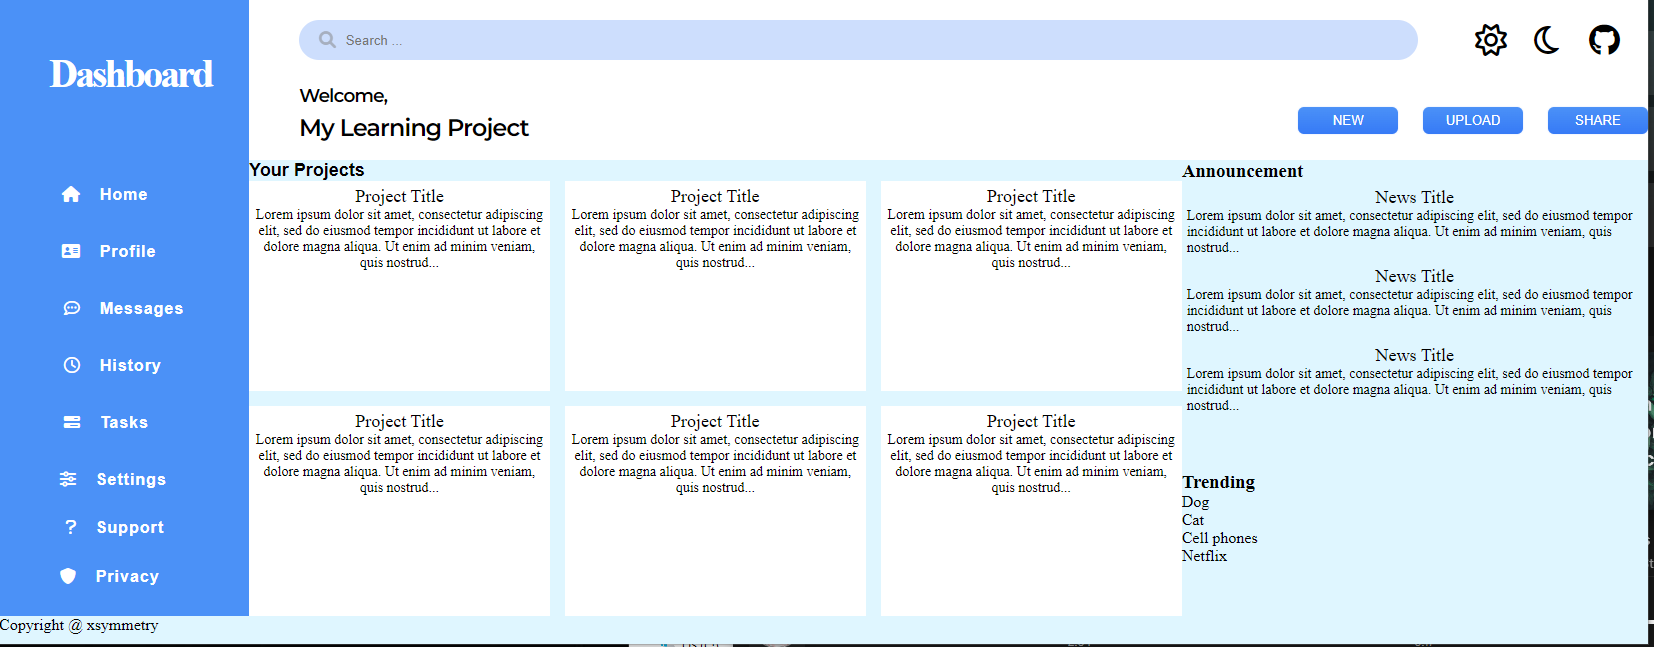 Dashboard
Home
Profile
Messages
History
Tasks
Settings
Support
Privacy
Search ...
Welcome,
My Learning Project
NEW
UPLOAD
SHARE
Your Projects
Project Title
Lorem ipsum dolor sit amet, consectetur adipiscing
elit, sed do eiusmod tempor incididunt ut labore et
dolore magna aliqua. Ut enim ad minim veniam,
quis nostrud...
Project Title
Lorem ipsum dolor sit amet, consectetur adipiscing
elit, sed do eiusmod tempor incididunt ut labore et
dolore magna aliqua. Ut enim ad minim veniam,
quis nostrud...
Project Title
Lorem ipsum dolor sit amet, consectetur adipiscing
elit, sed do eiusmod tempor incididunt ut labore et
dolore magna aliqua. Ut enim ad minim veniam,
quis nostrud...
Project Title
Lorem ipsum dolor sit amet, consectetur adipiscing
elit, sed do eiusmod tempor incididunt ut labore et
dolore magna aliqua. Ut enim ad minim veniam,
quis nostrud...
Project Title
Lorem ipsum dolor sit amet, consectetur adipiscing
elit, sed do eiusmod tempor incididunt ut labore et
dolore magna aliqua. Ut enim ad minim veniam,
quis nostrud...
Project Title
Lorem ipsum dolor sit amet, consectetur adipiscing
elit, sed do eiusmod tempor incididunt ut labore et
dolore magna aliqua. Ut enim ad minim veniam,
quis nostrud...
Announcement
News Title
Lorem ipsum dolor sit amet, consectetur adipiscing elit, sed do eiusmod tempor
incididunt ut labore et dolore magna aliqua. Ut enim ad minim veniam, quis
nostrud...
News Title
Lorem ipsum dolor sit amet, consectetur adipiscing elit, sed do eiusmod tempor
incididunt ut labore et dolore magna aliqua. Ut enim ad minim veniam, quis
nostrud...
News Title
Lorem ipsum dolor sit amet, consectetur adipiscing elit, sed do eiusmod tempor
incididunt ut labore et dolore magna aliqua. Ut enim ad minim veniam, quis
nostrud...
Trending
Dog
Cat
Cell phones
Netflix
Copyright @ xsymmetry